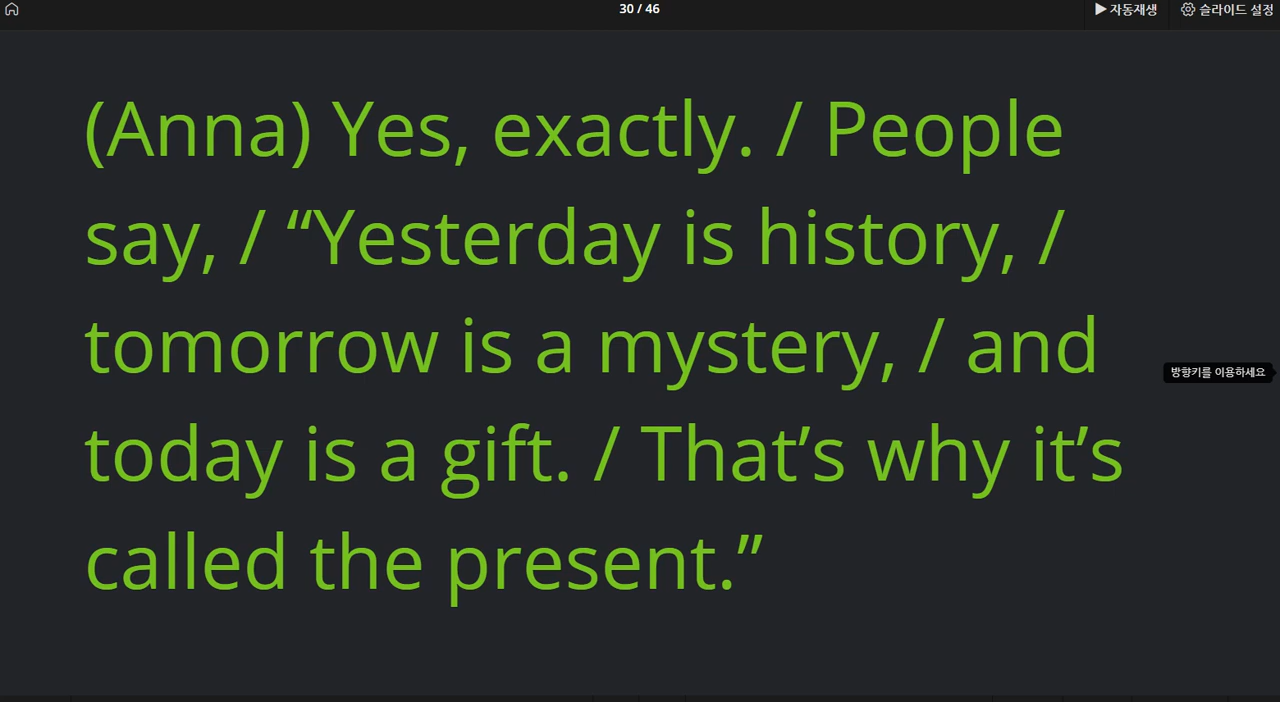 30 / 46
▶ 자동재생
슬라이드 설정
(Anna) Yes, exactly. / People
say, / “Yesterday is history, /
tomorrow is a mystery, / and
방향키를 이용하세요
today is a gift. / That’s why it’s
called the present.”